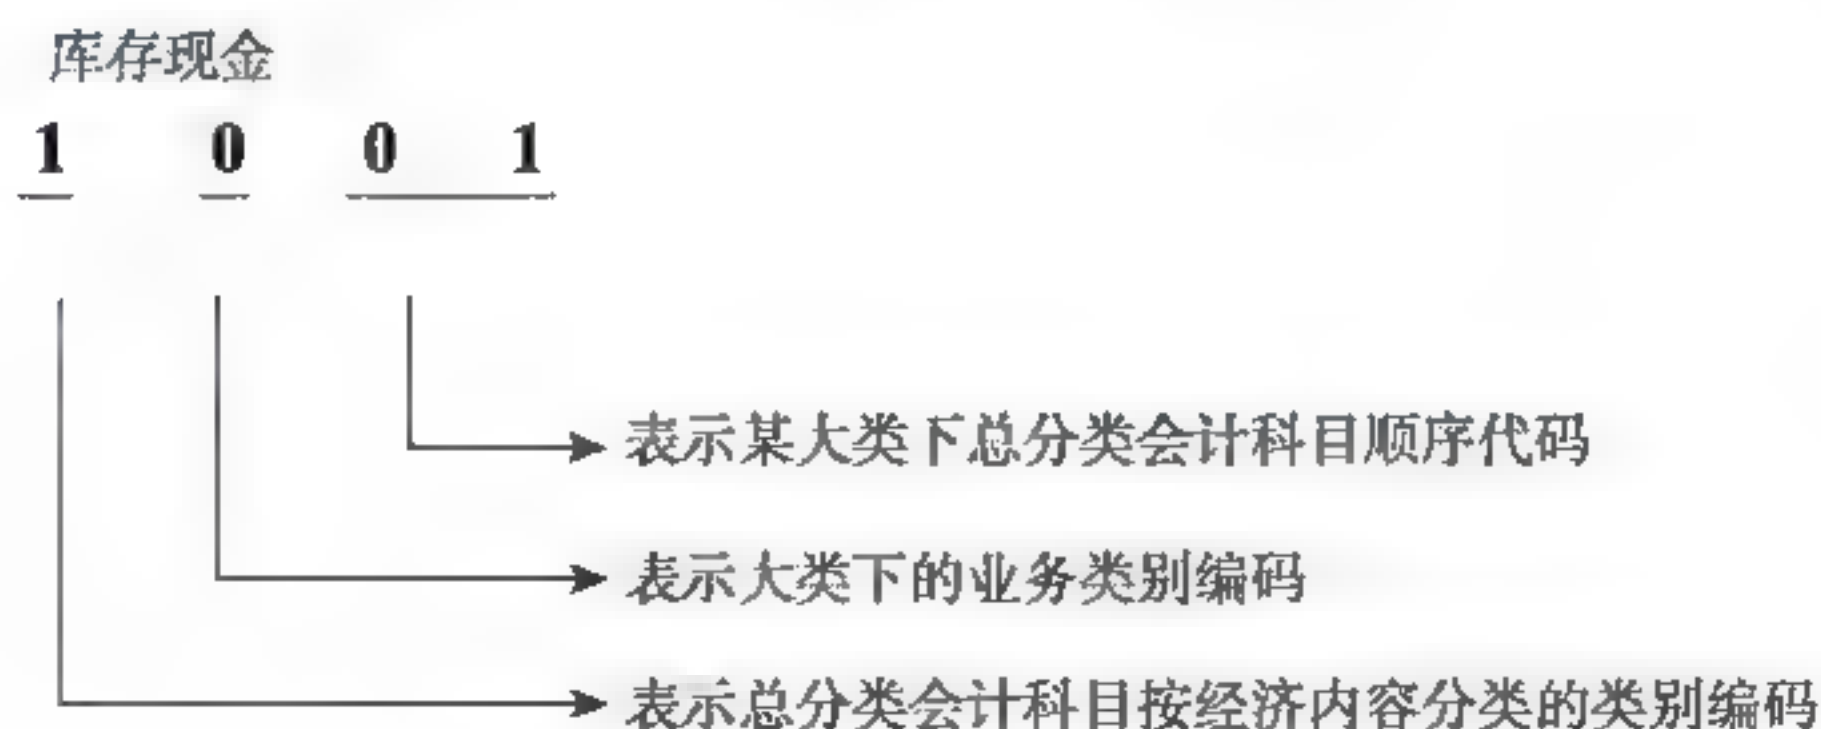 库存现金
1 0 0 1
表示某大类下总分类会计科目顺序代码
表示大类下的业务类别编码
表示总分类会计科目按经济内容分类的类别编码